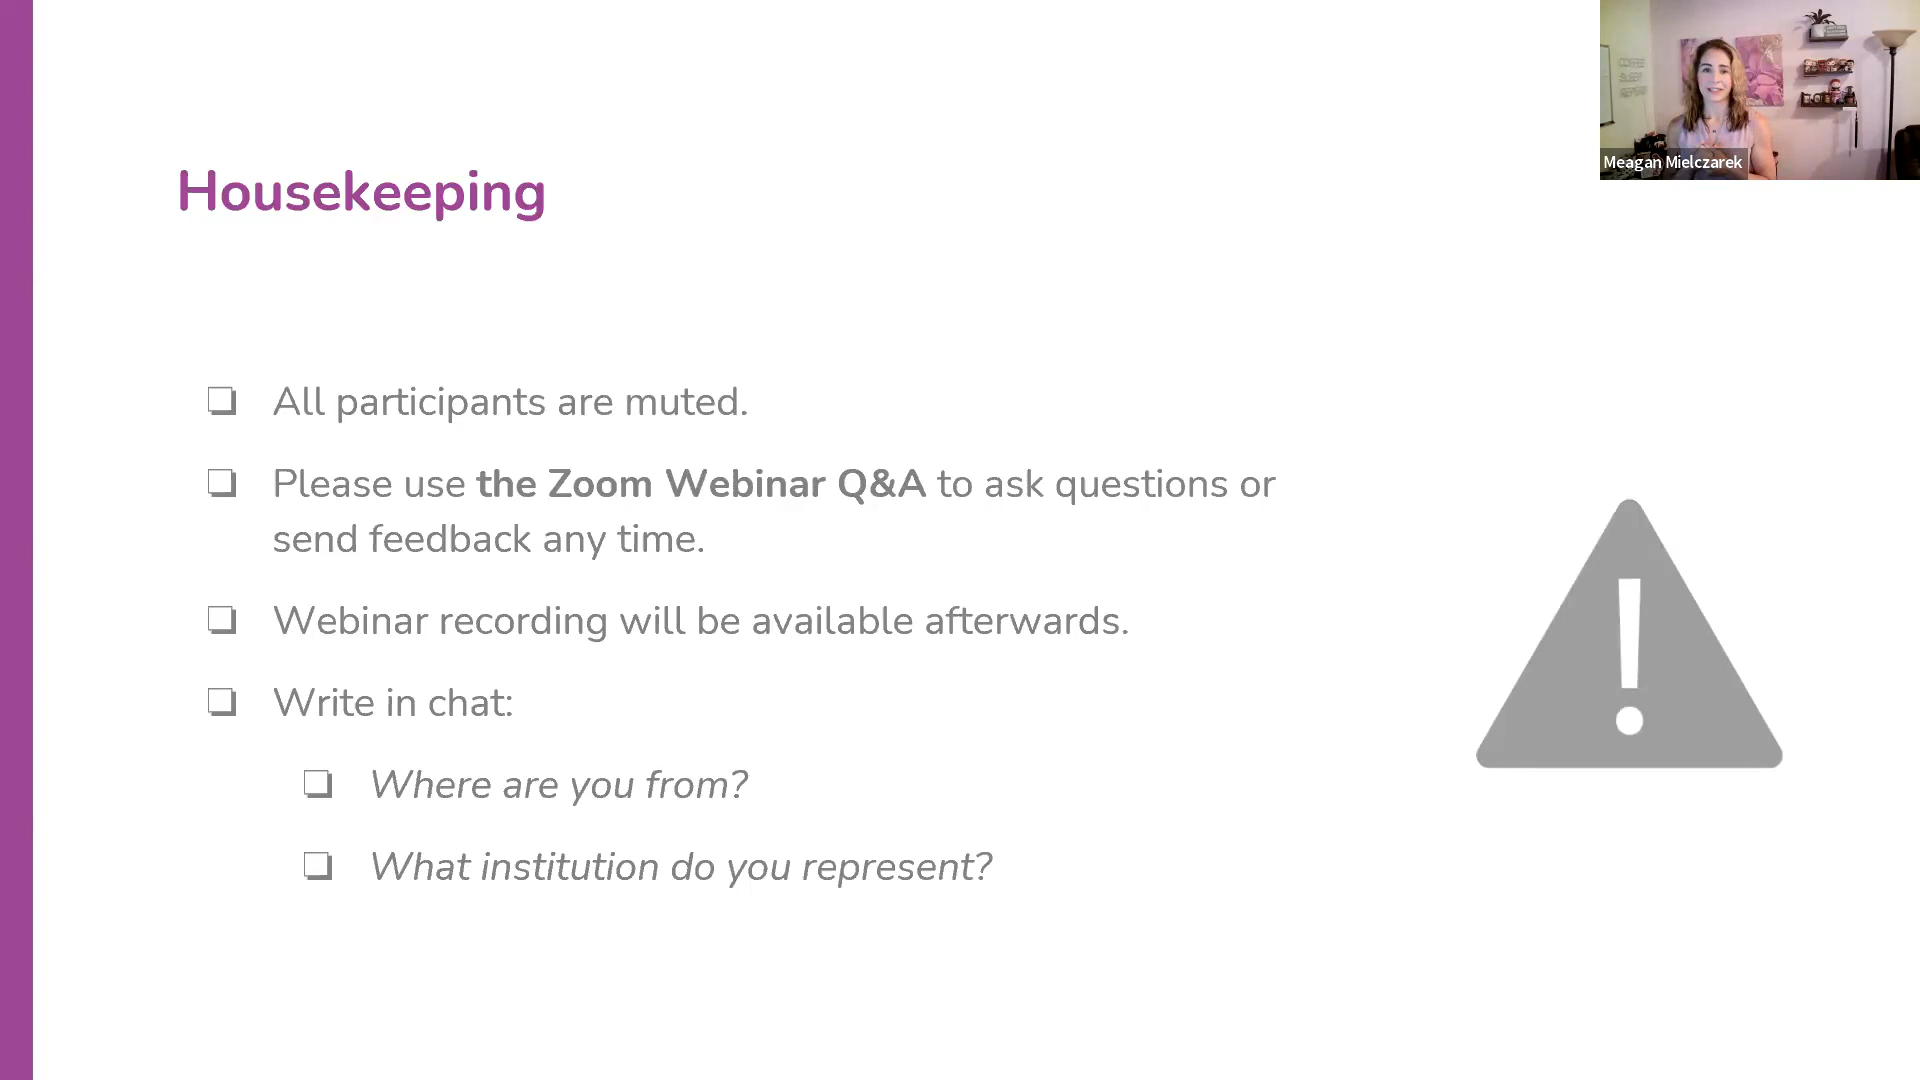 Meagan Mielczarek
Housekeeping
❏ All participants are muted.
❏ Please use the Zoom Webinar Q&A to ask questions or
send feedback any time.
❏ Webinar recording will be available afterwards.
❏ Write in chat:
❏ Where are you from?
❏ What institution do you represent?